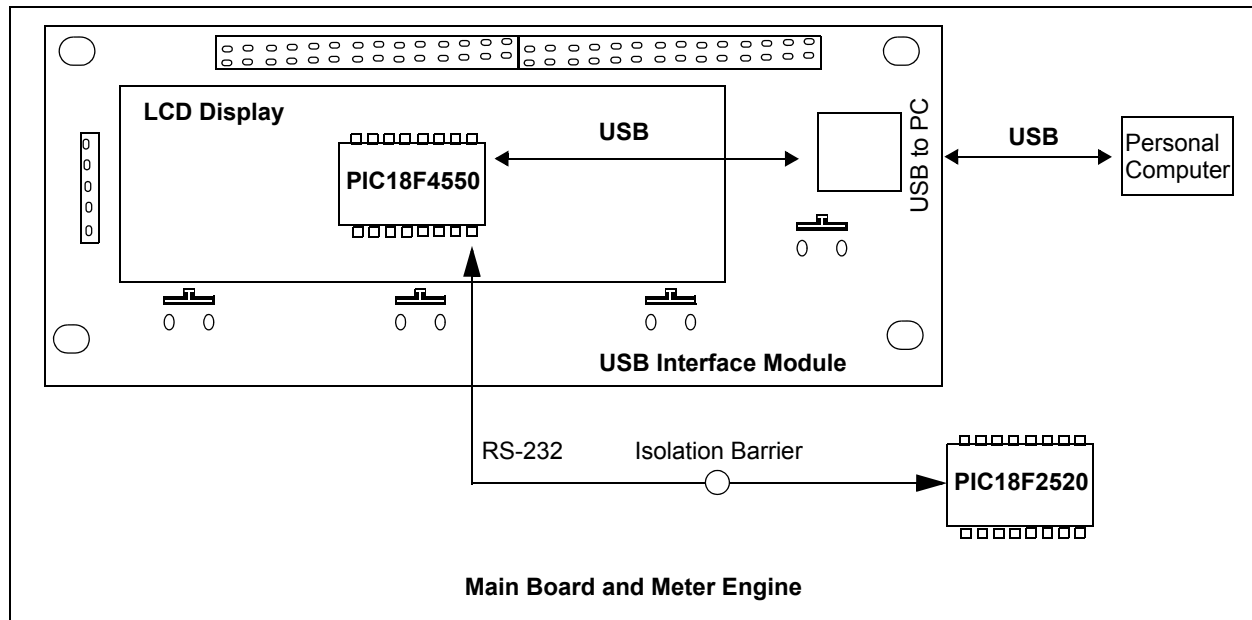 LCD Display
PIC18F4550
USB
USB to PC
USB
Personal
Computer
USB Interface Module
RS-232
Isolation Barrier
PIC18F2520
Main Board and Meter Engine